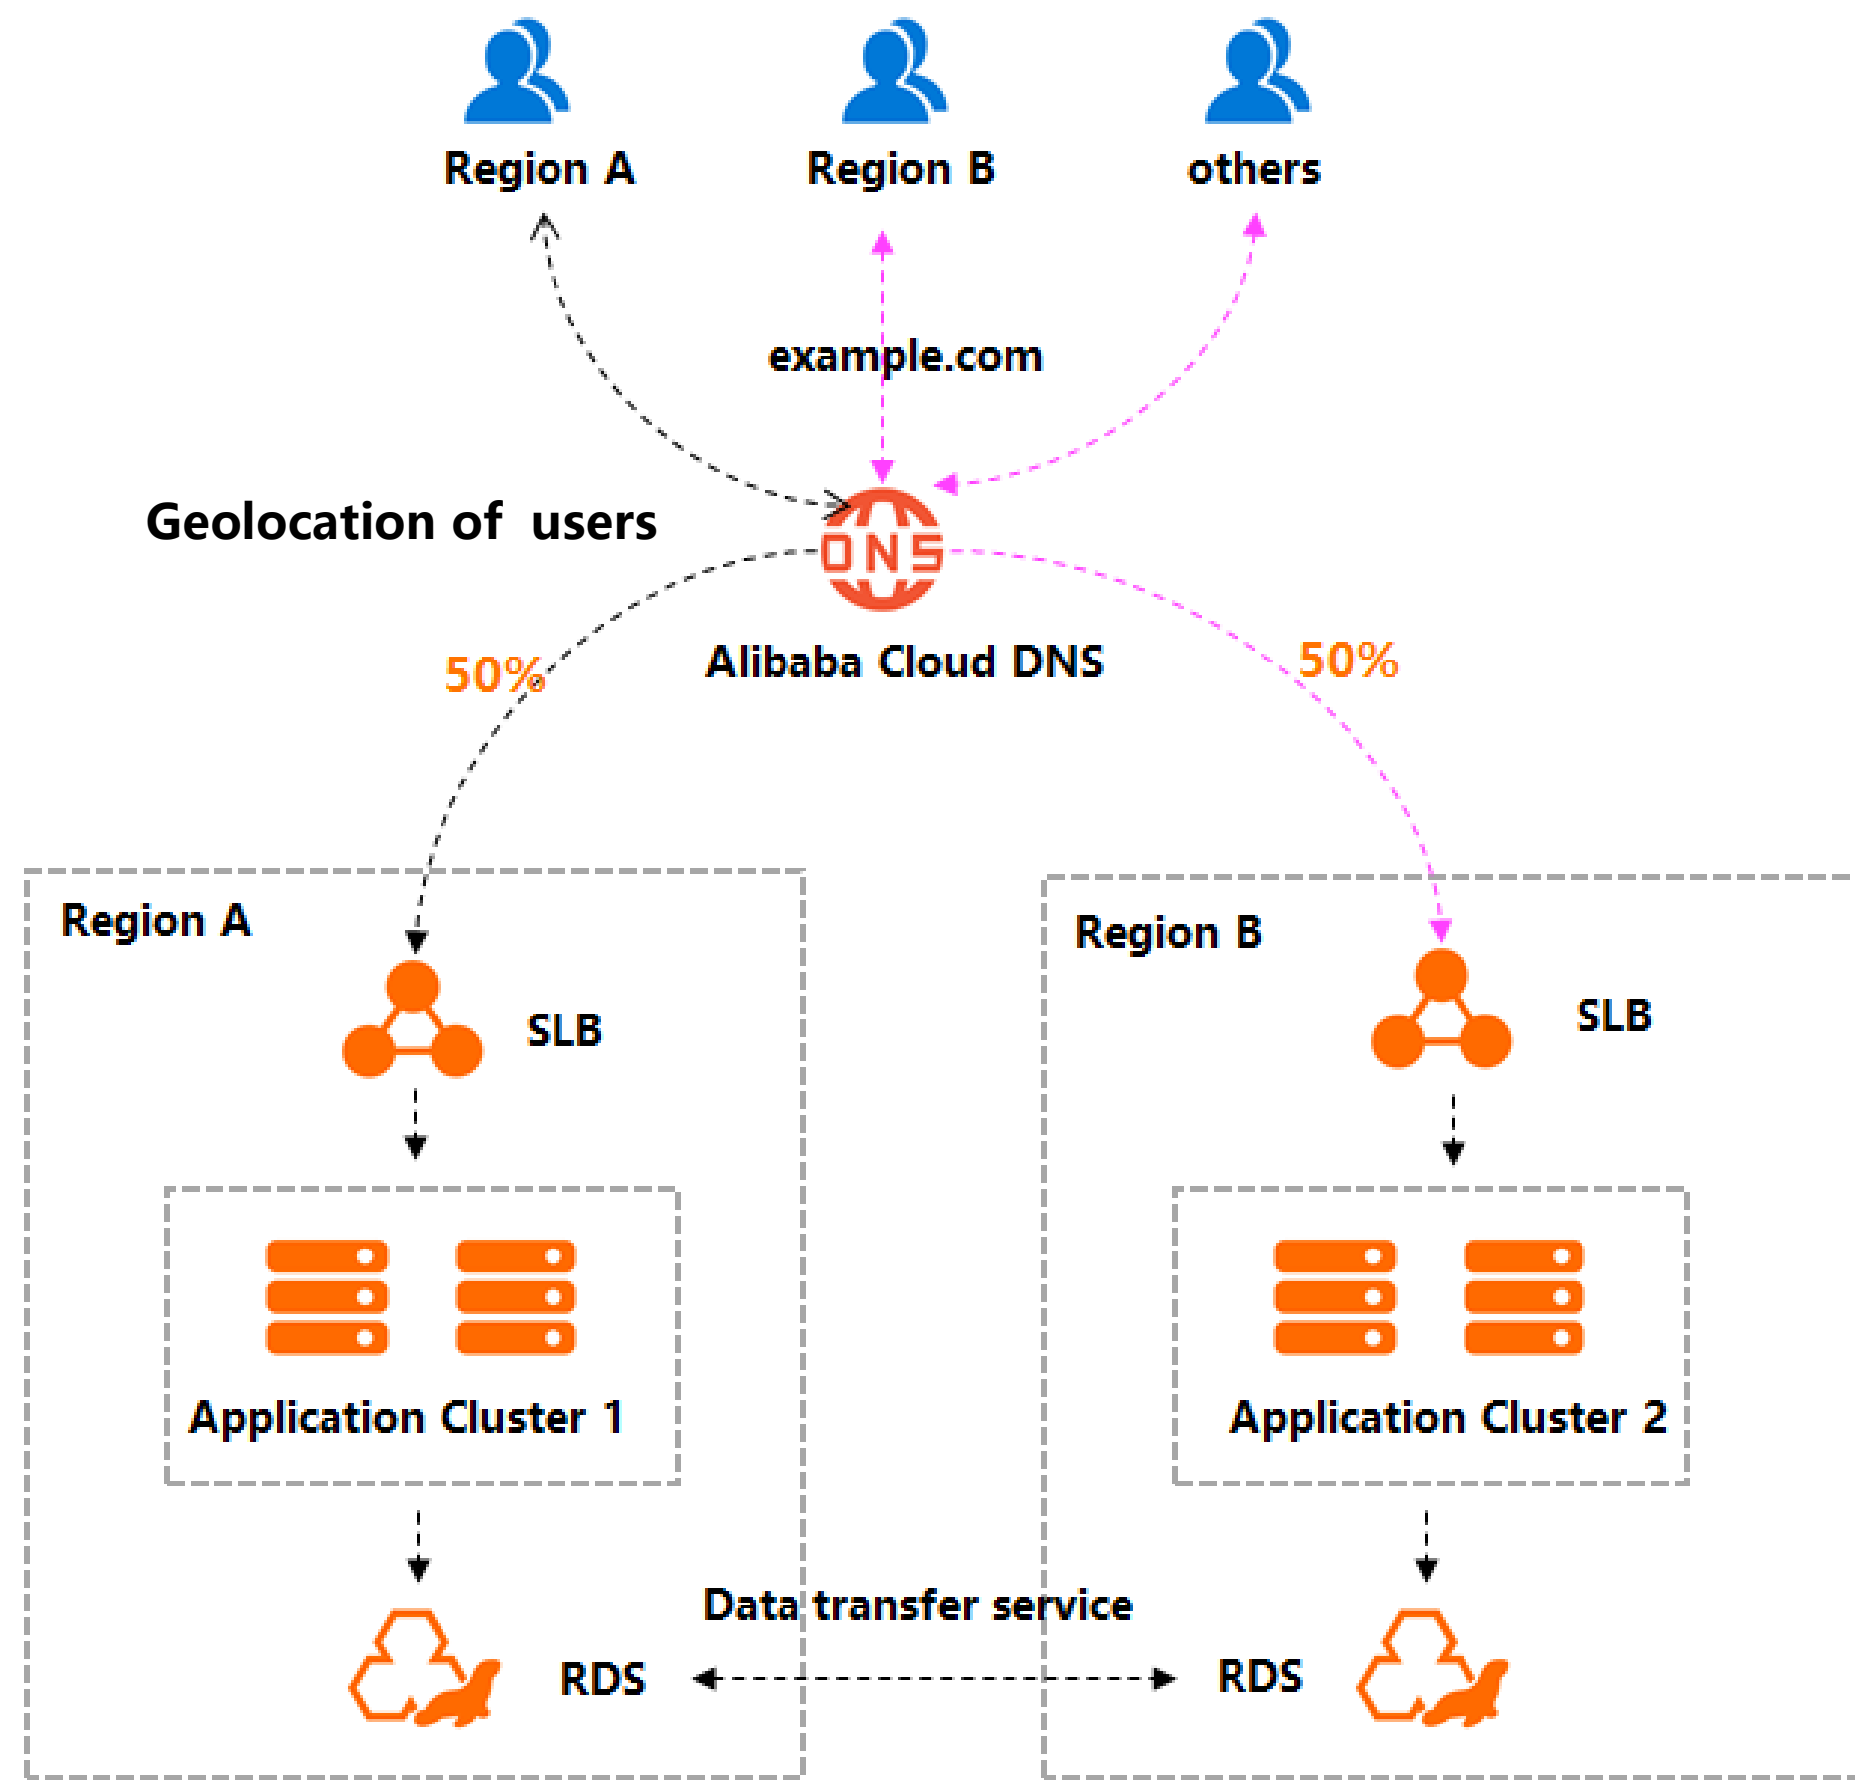 Region A
Region B
others
example.com
Geolocation of  users
DNS
Alibaba Cloud DNS
50%
50%
Region A
Region B
SLB
SLB
Application Cluster 1
Application Cluster 2
Data transfer service
RDS
RDS